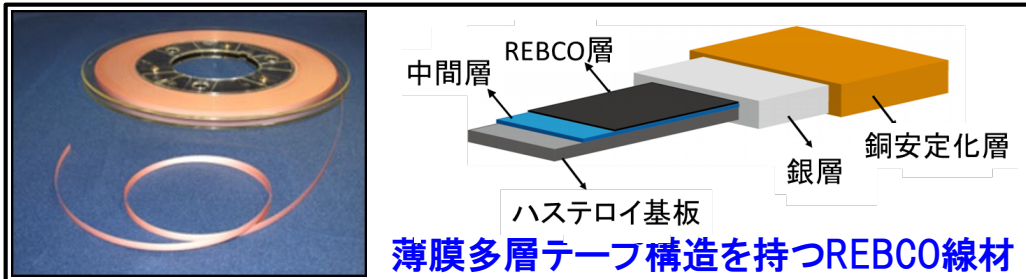 REBCO層
中間層
銅安定化層
銀層
ハステロイ基板
薄膜多層テープ構造を持つREBCO線材